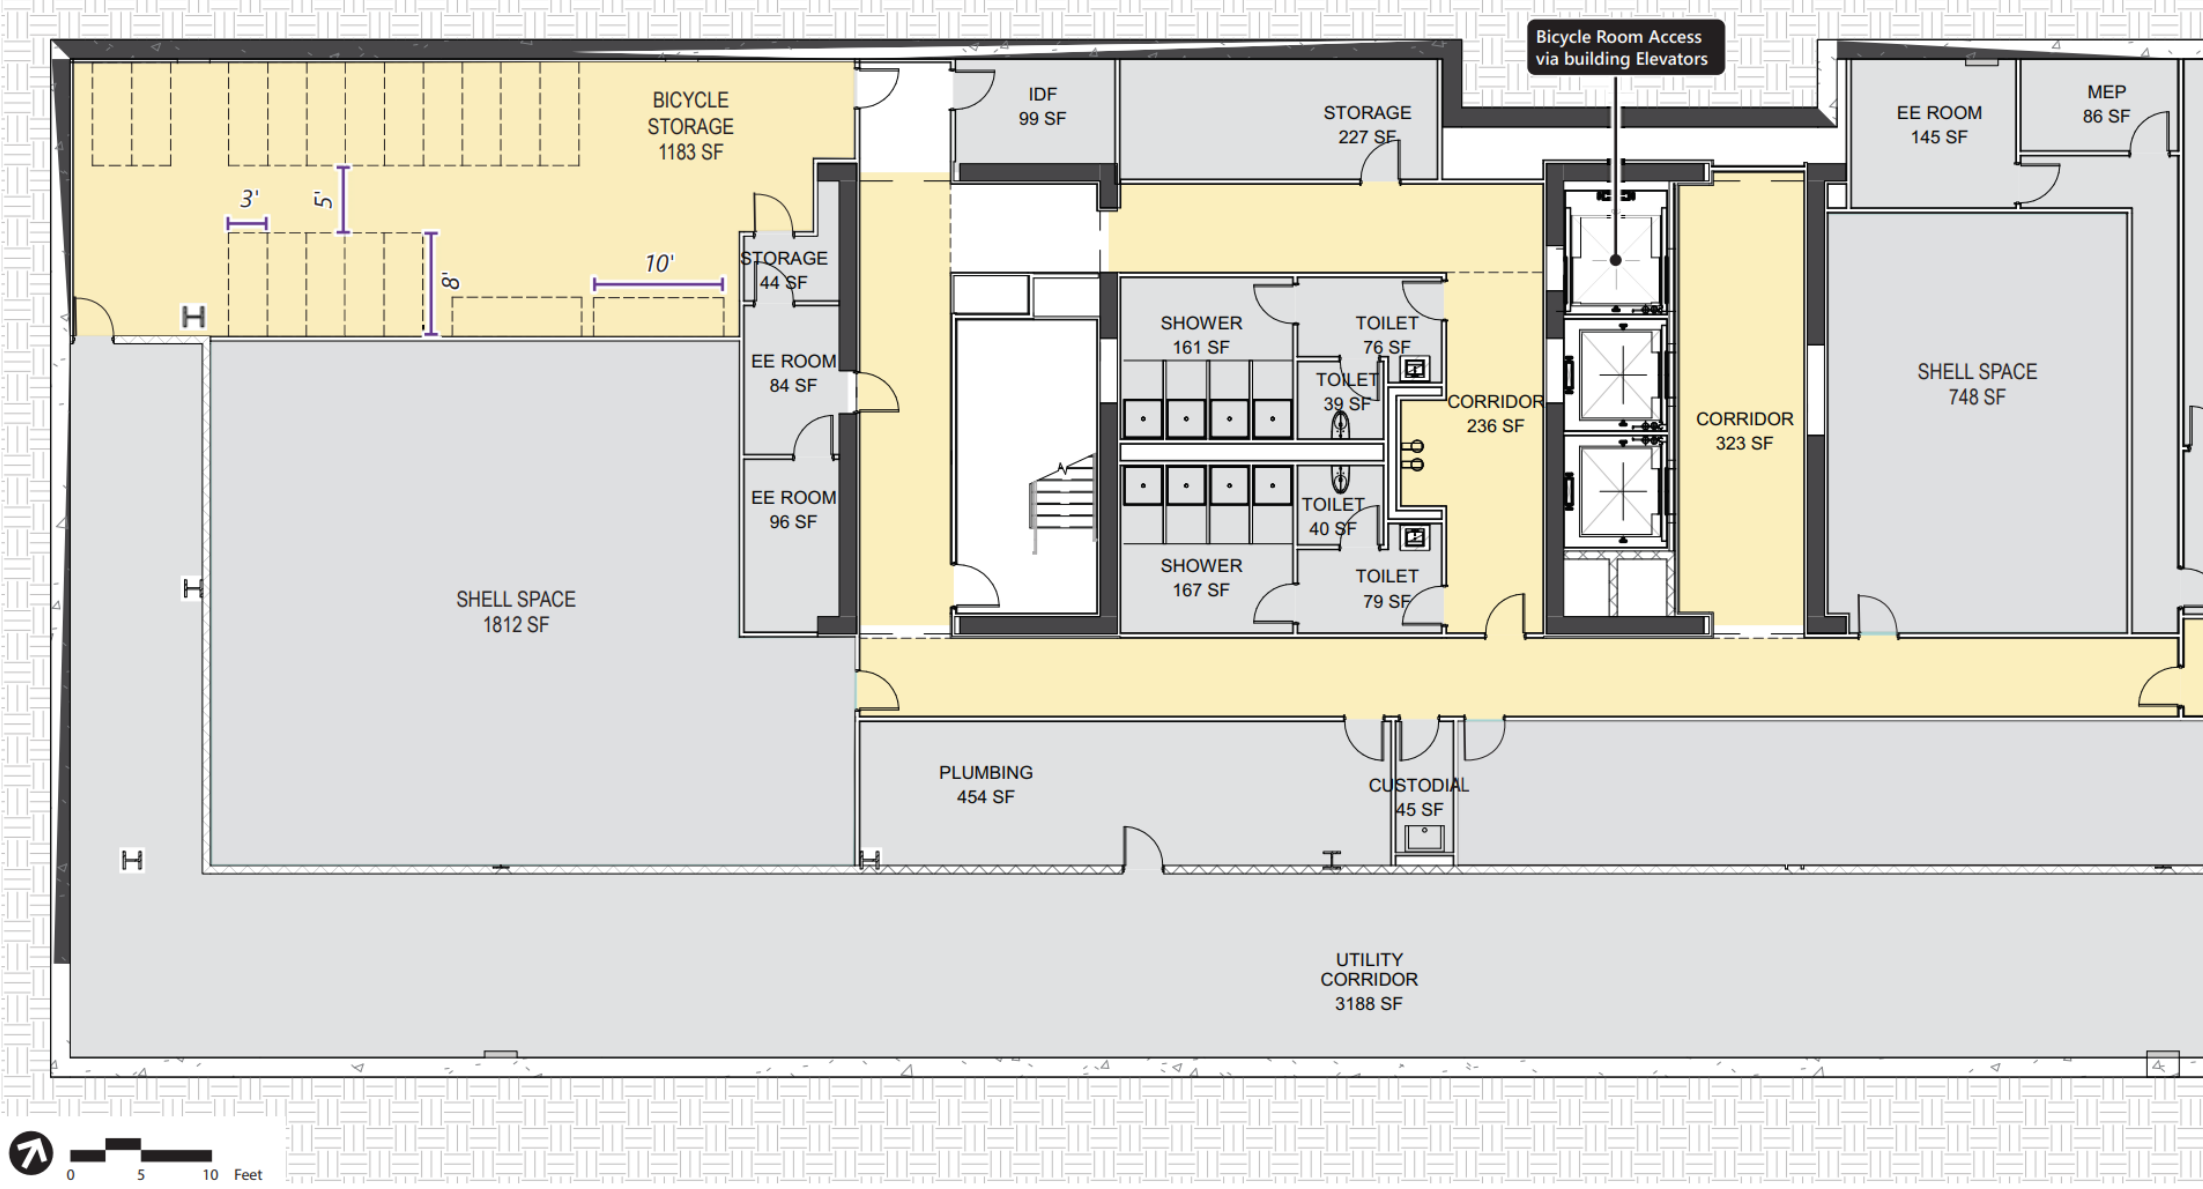 Bicycle Room Access
via building Elevators
BICYCLE
STORAGE
1183 SF
IDF
99 SF
STORAGE
227 SF
EE ROOM
145 SF
MEP
86 SF
3'
5'
8'
10'
STORAGE
44 SF
EE ROOM
84 SF
EE ROOM
96 SF
SHOWER
161 SF
TOILET
76 SF
TOILET
39 SF
CORRIDOR
236 SF
CORRIDOR
323 SF
SHELL SPACE
748 SF
TOILET
40 SF
SHOWER
167 SF
TOILET
79 SF
SHELL SPACE
1812 SF
PLUMBING
454 SF
CUSTODIAL
45 SF
UTILITY
CORRIDOR
3188 SF
0 5 10 Feet